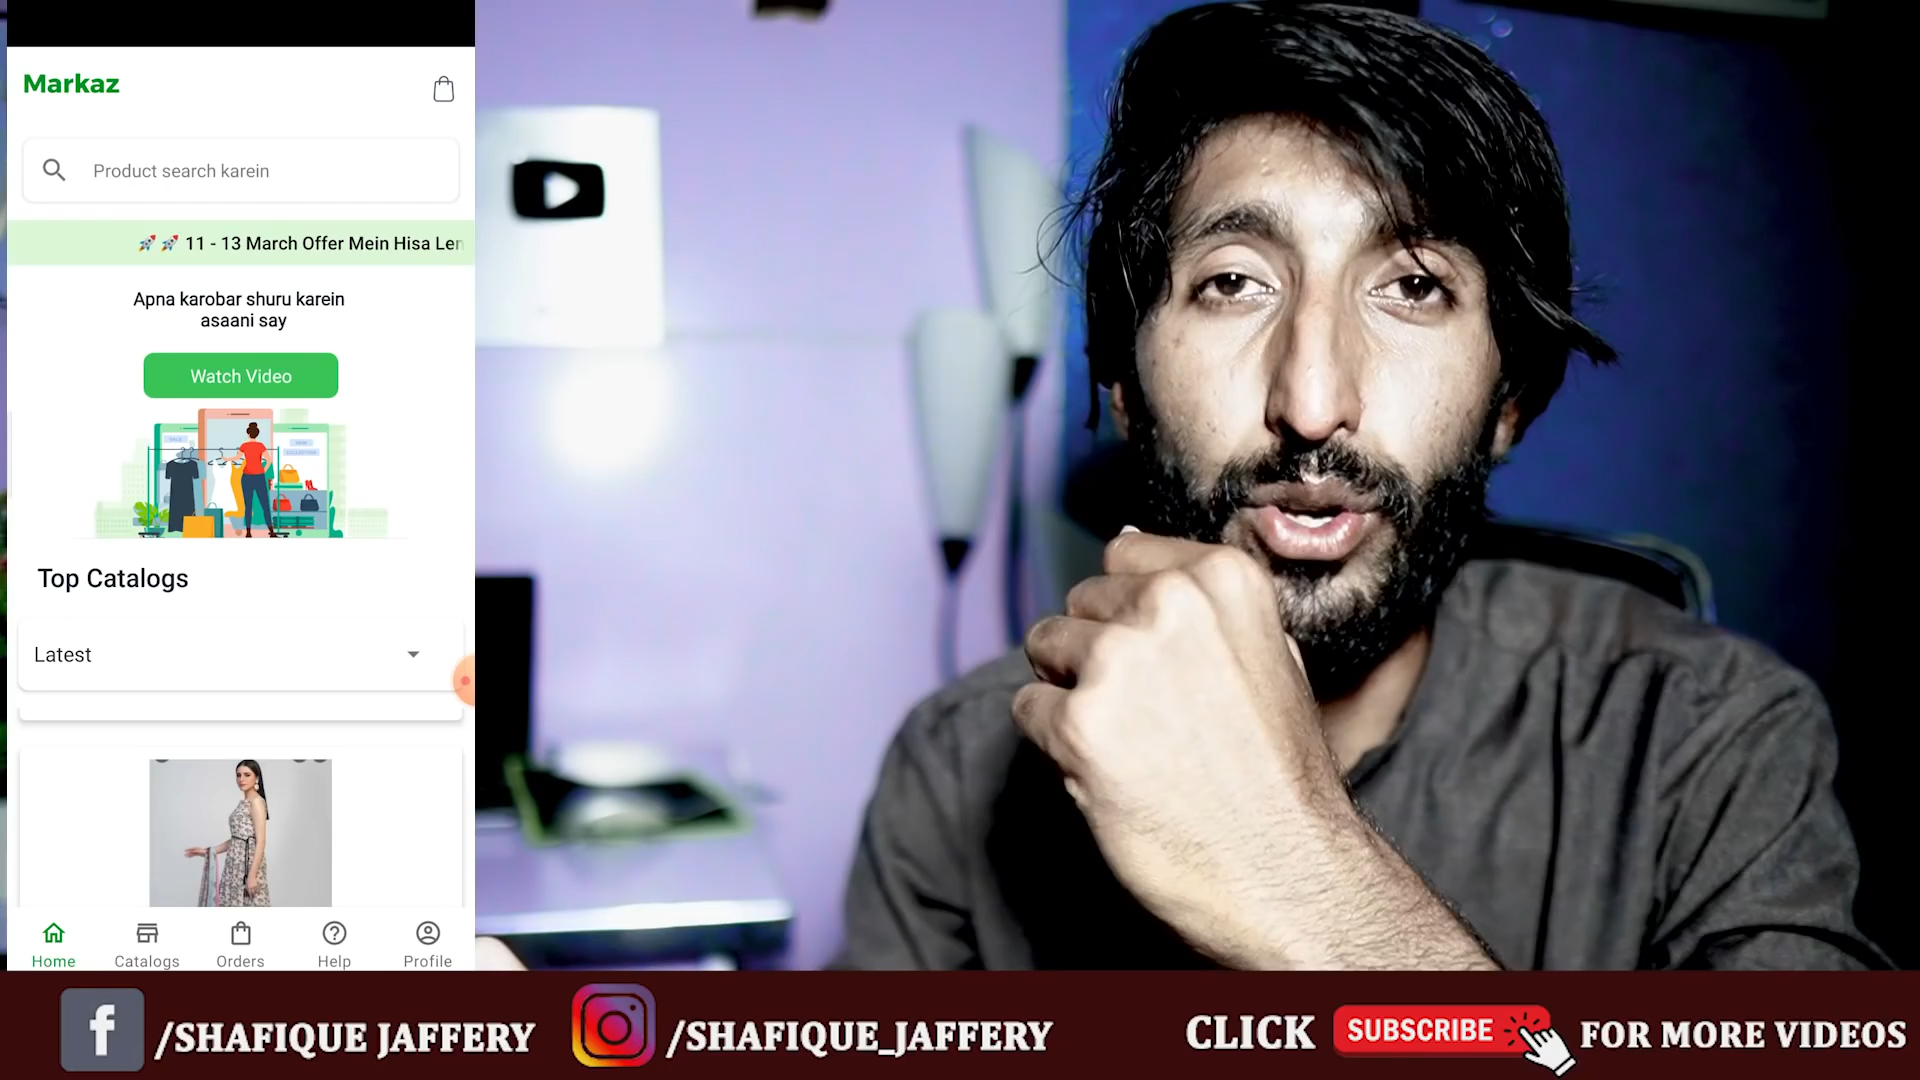 Markaz
Product search karein
🚀 🚀 11 - 13 March Offer Mein Hisa Len
Apna karobar shuru karein
asaani say
Watch Video
Top Catalogs
Latest
Home
Catalogs
Orders
Help
Profile
f /SHAFIQUE JAFFERY
/SHAFIQUE_JAFFERY
CLICK SUBSCRIBE FOR MORE VIDEOS